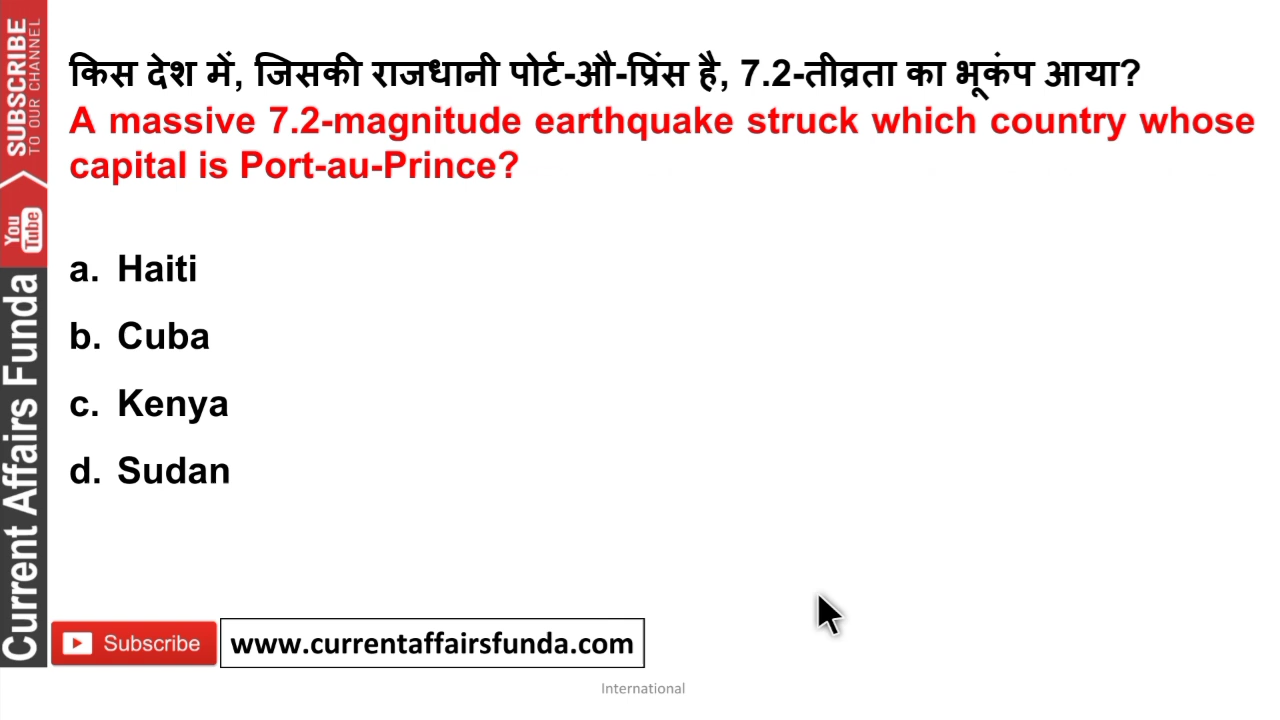 किस देश में, जिसकी राजधानी पोर्ट-औ-प्रिंस है, 7.2-तीव्रता का भूकंप आया?
A massive 7.2-magnitude earthquake struck which country whose
capital is Port-au-Prince?
a. Haiti
b. Cuba
c. Kenya
d. Sudan
SUBSCRIBE
TO OUR CHANNEL
You
Tube
Current Affairs Funda
Subscribe
www.currentaffairsfunda.com
International